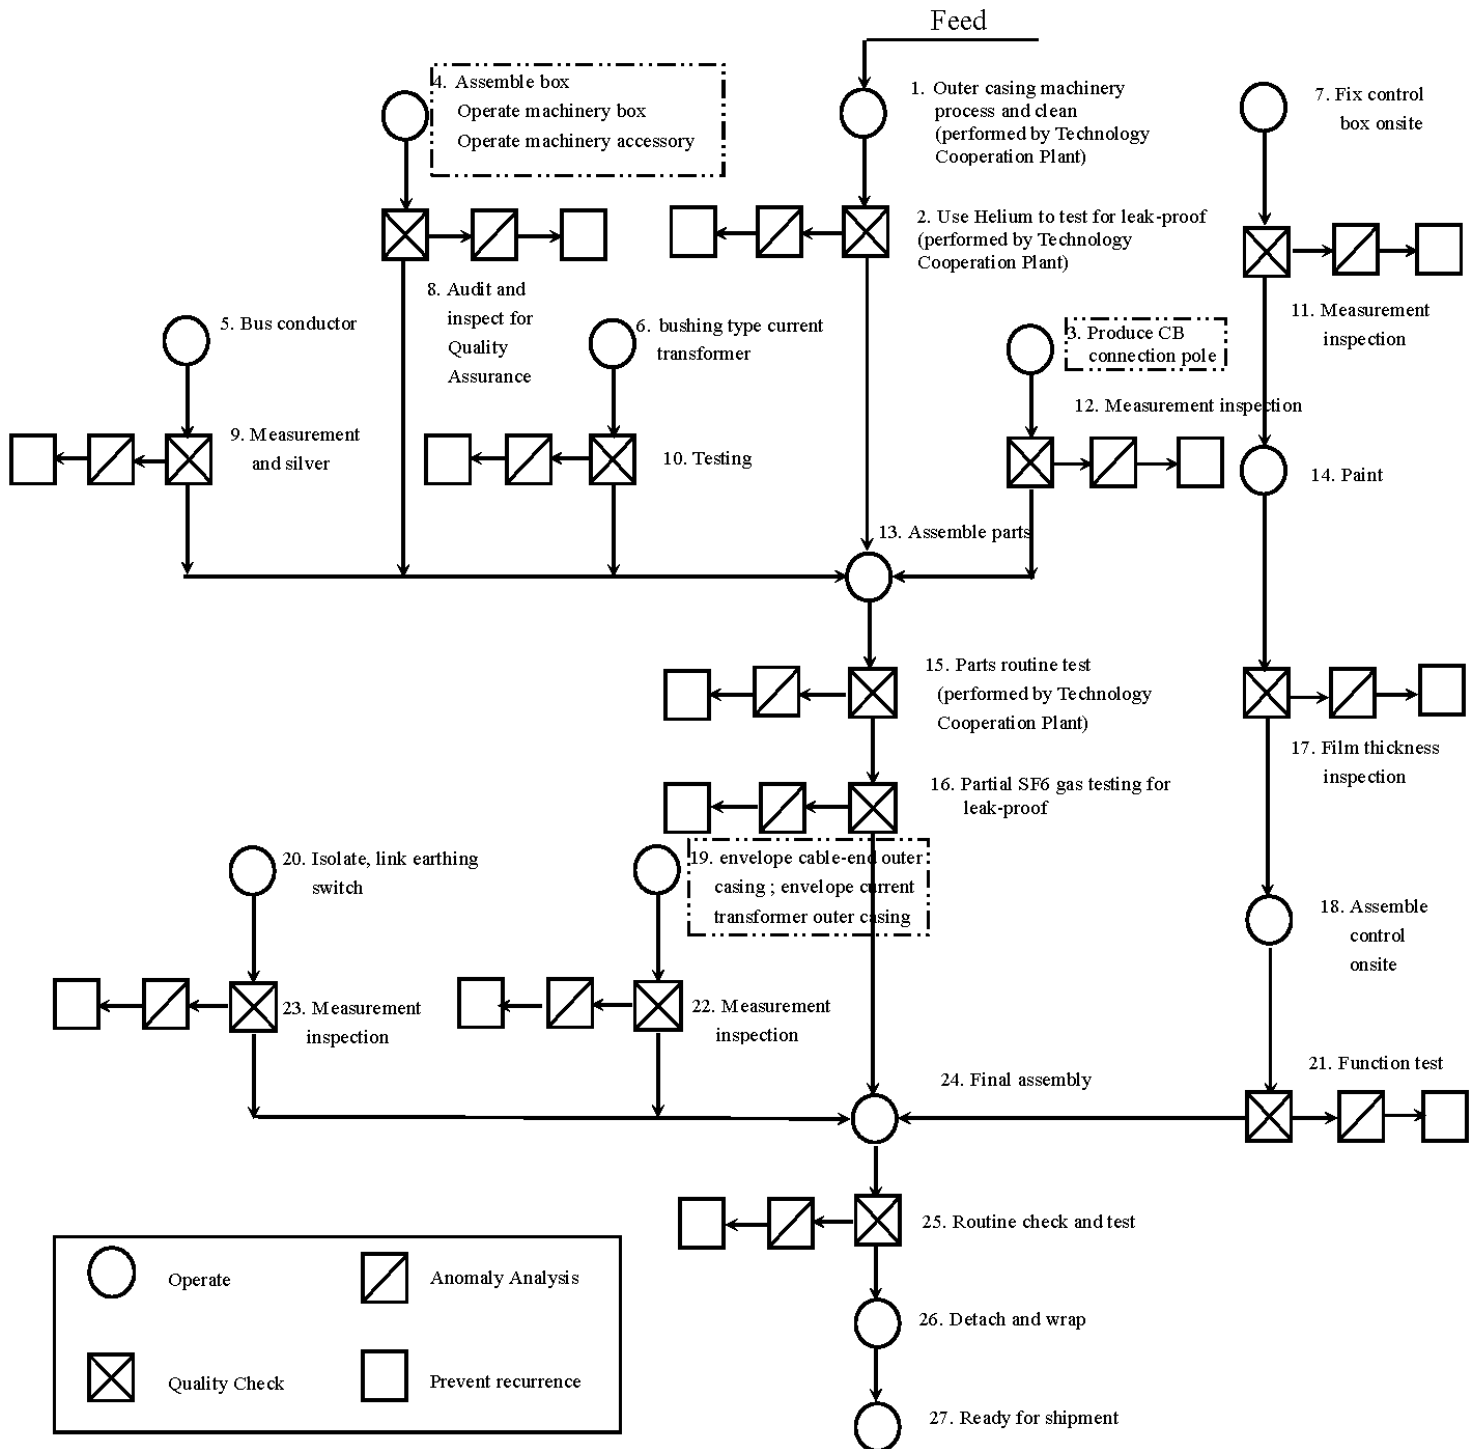 Feed
4. Assemble box
Operate machinery box
Operate machinery accessory
1. Outer casing machinery
process and clean
(performed by Technology
Cooperation Plant)
7. Fix control
box onsite
2. Use Helium to test for leak-proof
(performed by Technology
Cooperation Plant)
8. Audit and
inspect for
Quality
Assurance
5. Bus conductor
6. bushing type current
transformer
3. Produce CB
connection pole
11. Measurement
inspection
12. Measurement inspection
9. Measurement
and silver
10. Testing
14. Paint
13. Assemble parts
15. Parts routine test
(performed by Technology
Cooperation Plant)
17. Film thickness
inspection
16. Partial SF6 gas testing for
leak-proof
20. Isolate, link earthing
switch
19. envelope cable-end outer
casing ; envelope current
transformer outer casing
18. Assemble
control
onsite
23. Measurement
inspection
22. Measurement
inspection
21. Function test
24. Final assembly
25. Routine check and test
26. Detach and wrap
27. Ready for shipment
Operate
Anomaly Analysis
Quality Check
Prevent recurrence